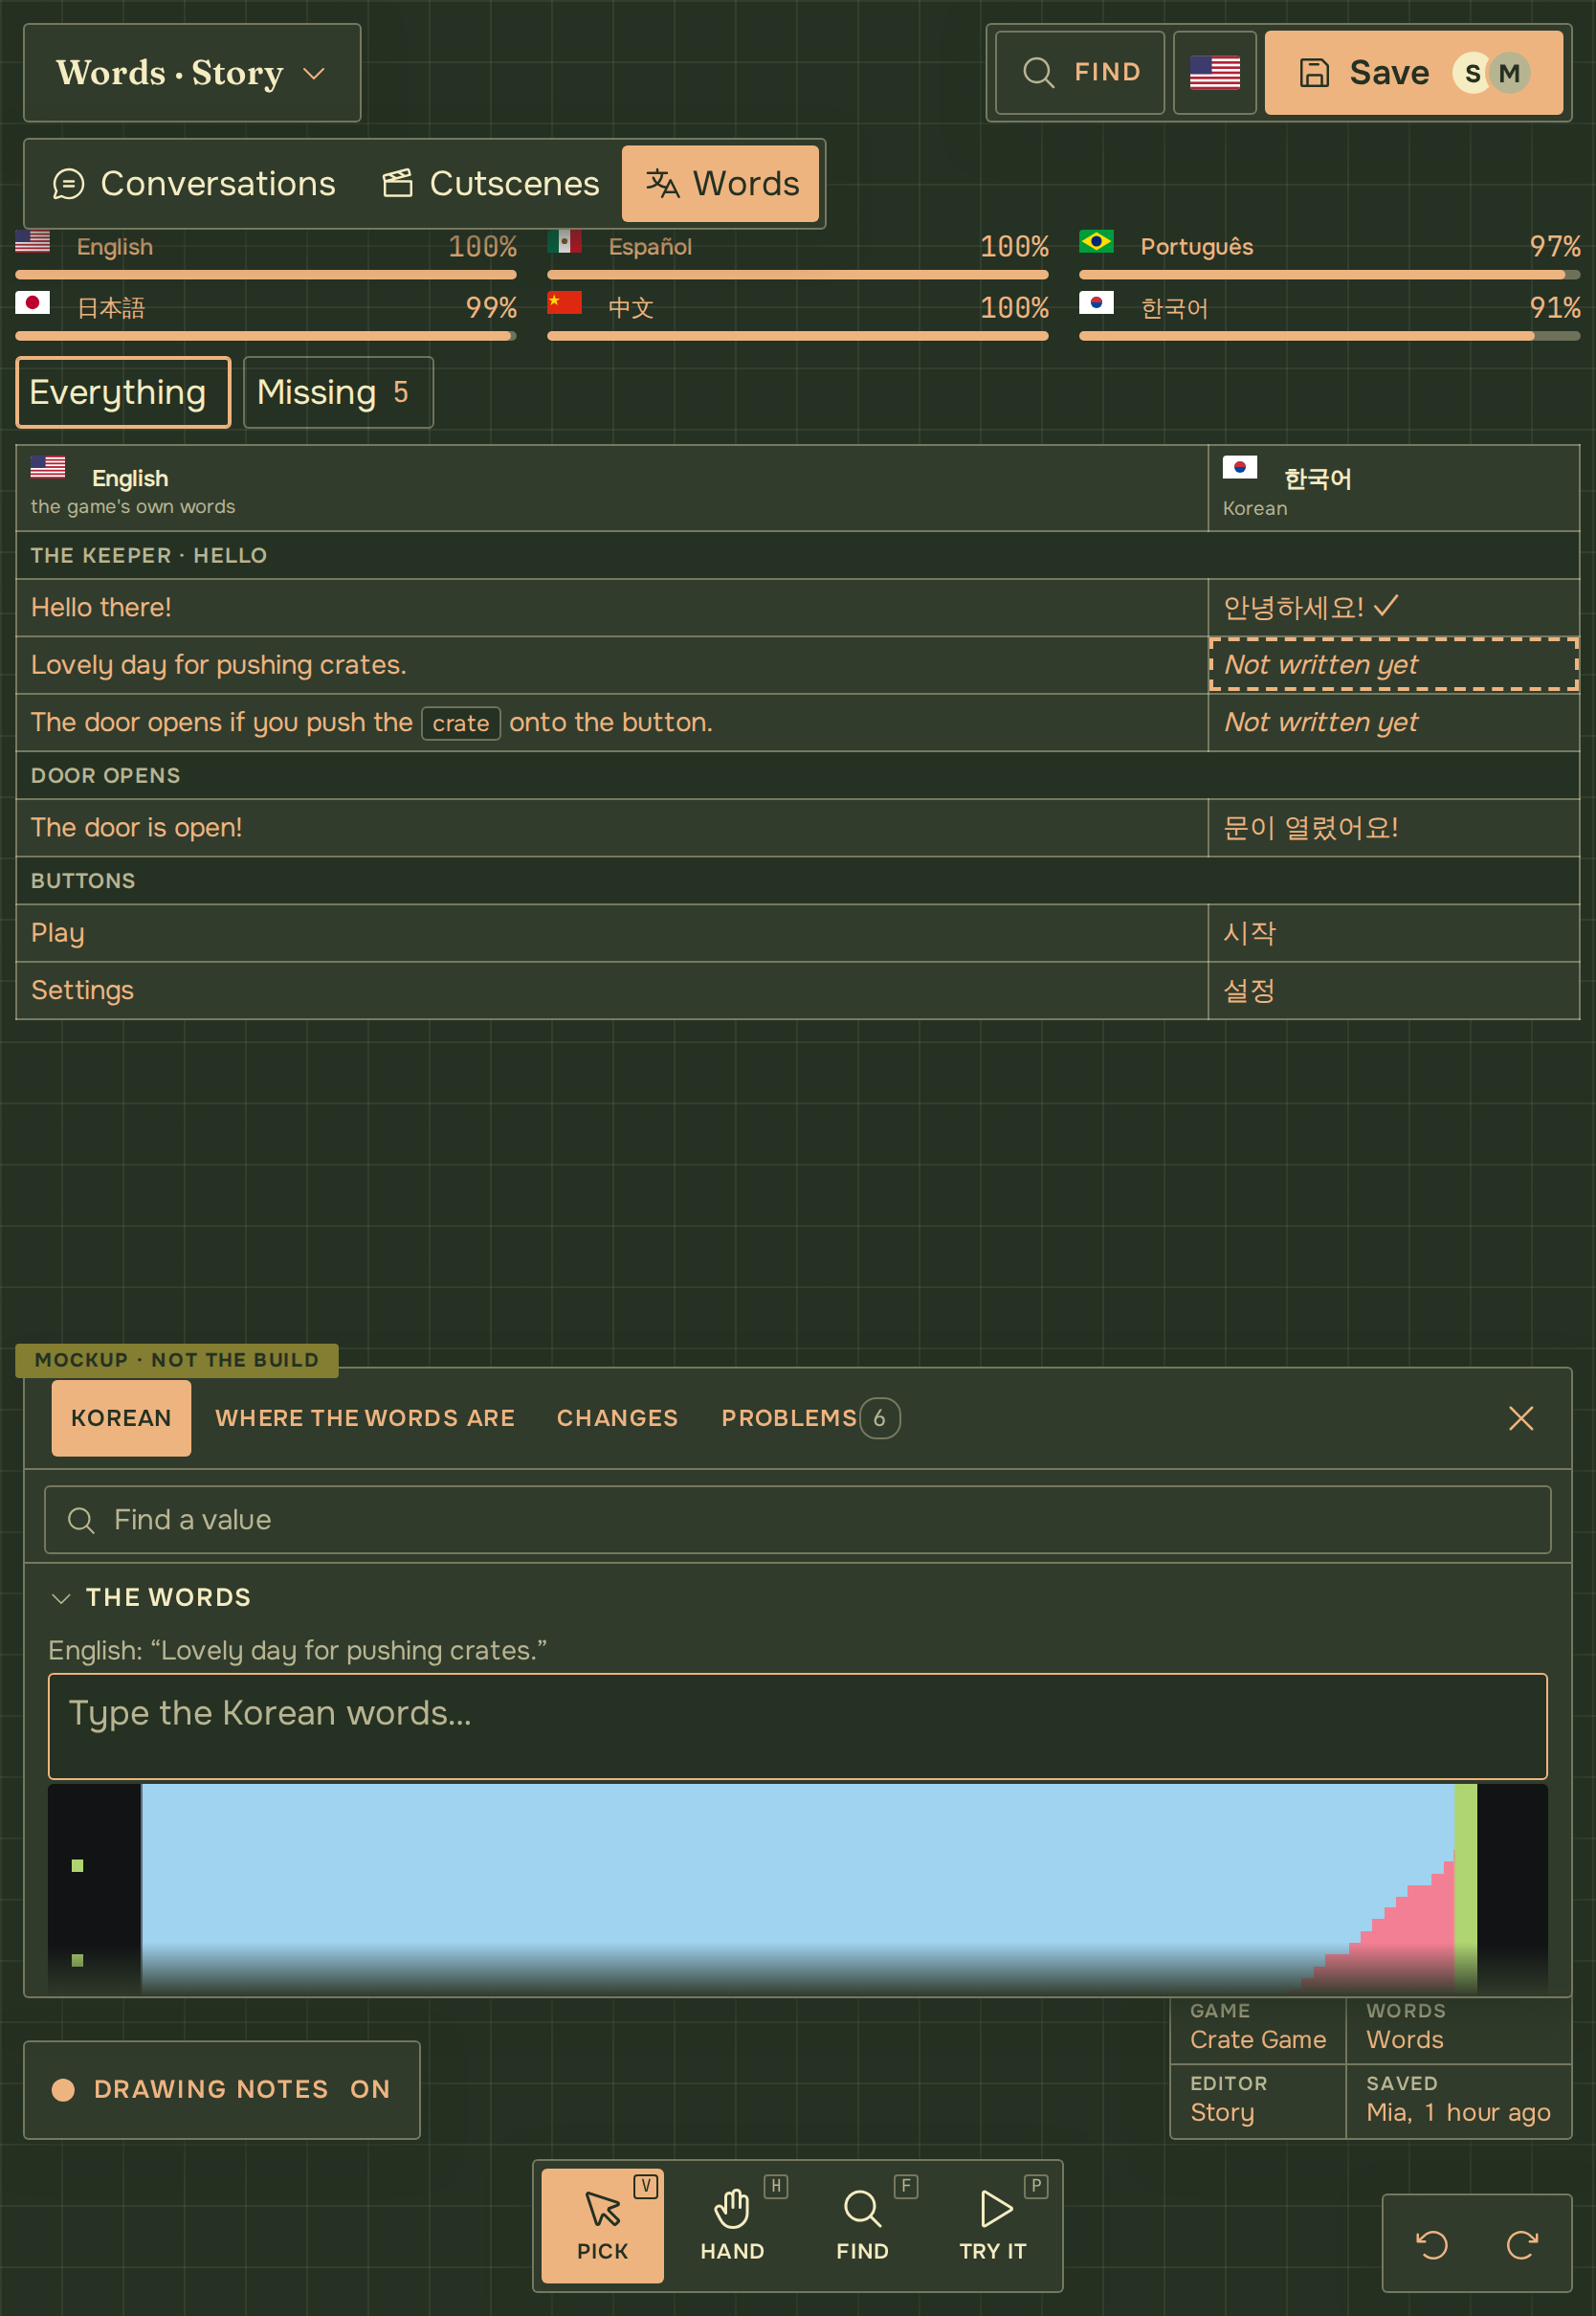 Words · Story
FIND
Save
S
M
Conversations
Cutscenes
Words
English 100%
Español 100%
Português 97%
日本語 99%
中文 100%
한국어 91%
Everything
Missing 5
English
the game's own words
한국어
Korean
THE KEEPER · HELLO
Hello there!
안녕하세요!
Lovely day for pushing crates.
Not written yet
The door opens if you push the crate onto the button.
Not written yet
DOOR OPENS
The door is open!
문이 열렸어요!
BUTTONS
Play
시작
Settings
설정
MOCKUP · NOT THE BUILD
KOREAN
WHERE THE WORDS ARE
CHANGES
PROBLEMS 6
Find a value
THE WORDS
English: “Lovely day for pushing crates.”
Type the Korean words...
GAME
Crate Game
WORDS
Words
EDITOR
Story
SAVED
Mia, 1 hour ago
DRAWING NOTES ON
V
PICK
H
HAND
F
FIND
P
TRY IT